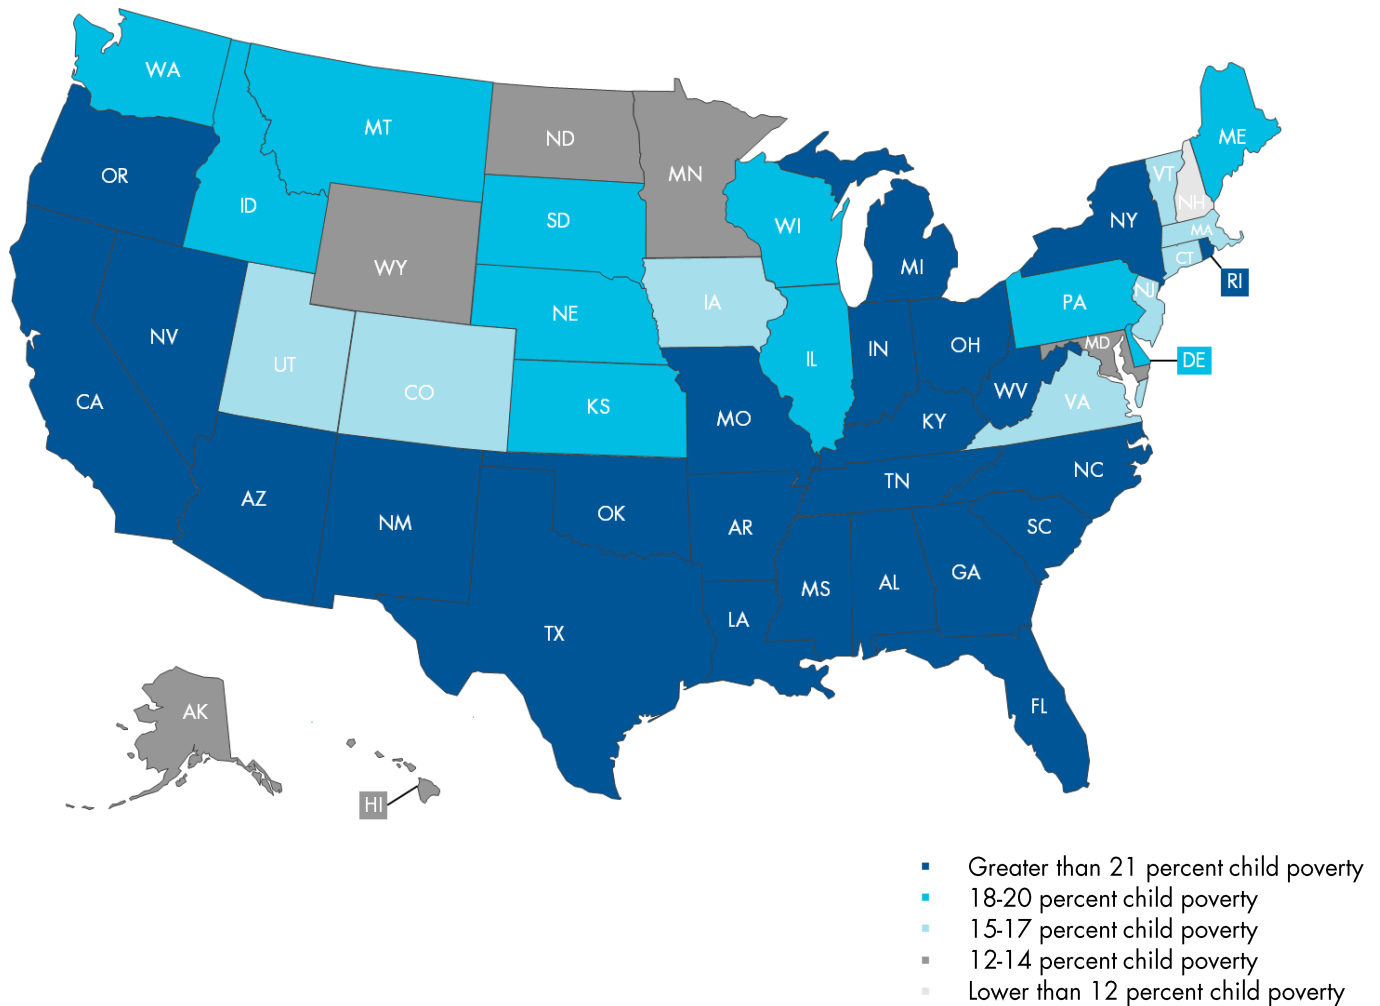 WA
MT
ND
MN
ME
VT
NH
OR
ID
SD
WI
NY
MA
MI
CT
WY
RI
NE
IA
PA
NJ
NV
UT
CO
KS
IL
IN
OH
MD
DE
WV
VA
CA
MO
KY
NC
AZ
NM
OK
AR
TN
SC
MS
AL
GA
TX
LA
FL
AK
HI
Greater than 21 percent child poverty
18-20 percent child poverty
15-17 percent child poverty
12-14 percent child poverty
Lower than 12 percent child poverty